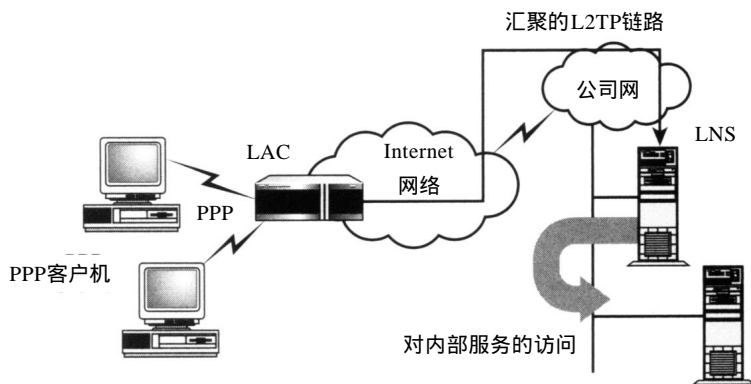 汇聚的L2TP链路
公司网
LNS
LAC
Internet
网络
PPP
PPP客户机
对内部服务的访问